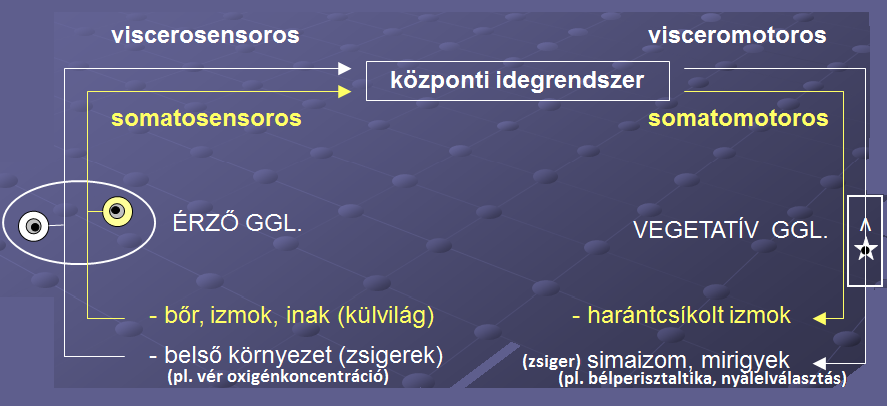 viscerosensoros
visceromotoros
központi idegrendszer
somatosensoros
somatomotoros
ÉRZŐ GGL.
VEGETATÍV GGL.
- bőr, izmok, inak (külvilág)
- harántcsíkolt izmok
- belső környezet (zsigerek)
(pl. vér oxigénkoncentráció)
(zsiger) simaizom, mirigyek
(pl. bélperisztaltika, nyálelválasztás)